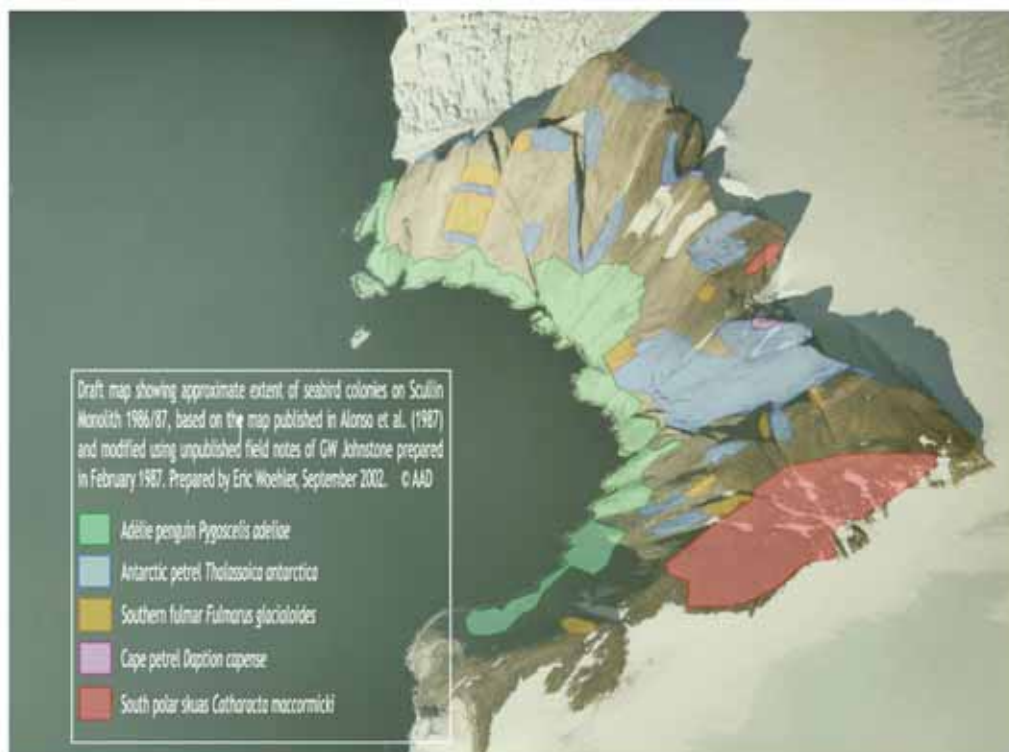 Draft map showing approximate extent of seabird colonies on Scullin
Monolith 1986/87, based on the map published in Alonso et al. (1987)
and modified using unpublished field notes of GW Johnstone prepared
in February 1987. Prepared by Eric Woehler, September 2002. © AAD
Adélie penguin Pygoscelis adeliae
Antarctic petrel Thalassoica antarctica
Southern fulmar Fulmarus glacialoides
Cape petrel Daption capense
South polar skuas Catharacta maccormicki